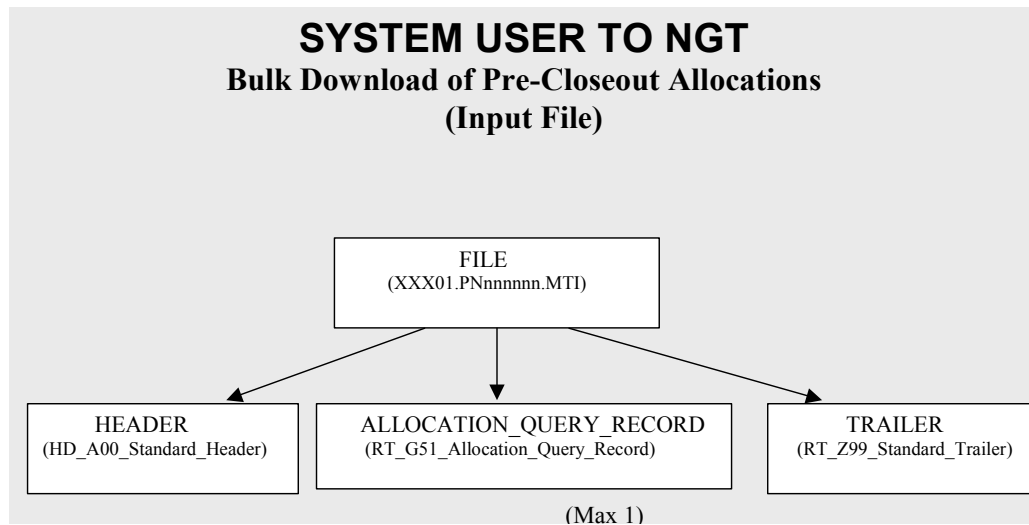 SYSTEM USER TO NGT
Bulk Download of Pre-Closeout Allocations
(Input File)
FILE
(XXX01.PNnnnnnn.MTI)
HEADER
(HD_A00_Standard_Header)
ALLOCATION_QUERY_RECORD
(RT_G51_Allocation_Query_Record)
TRAILER
(RT_Z99_Standard_Trailer)
(Max 1)